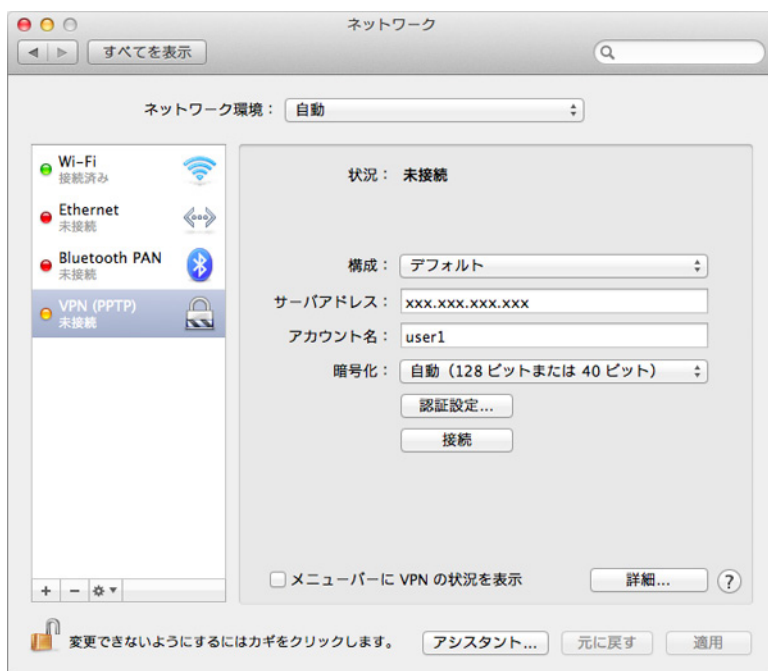 ネットワーク
すべてを表示
ネットワーク環境： 自動
Wi-Fi
接続済み
Ethernet
未接続
Bluetooth PAN
未接続
VPN (PPTP)
未接続
状況： 未接続
構成： デフォルト
サーバアドレス： xxx.xxx.xxx.xxx
アカウント名： user1
暗号化： 自動（128 ビットまたは 40 ビット）
認証設定...
接続
メニューバーに VPN の状況を表示
詳細...
?
変更できないようにするにはカギをクリックします。
アシスタント...
元に戻す
適用